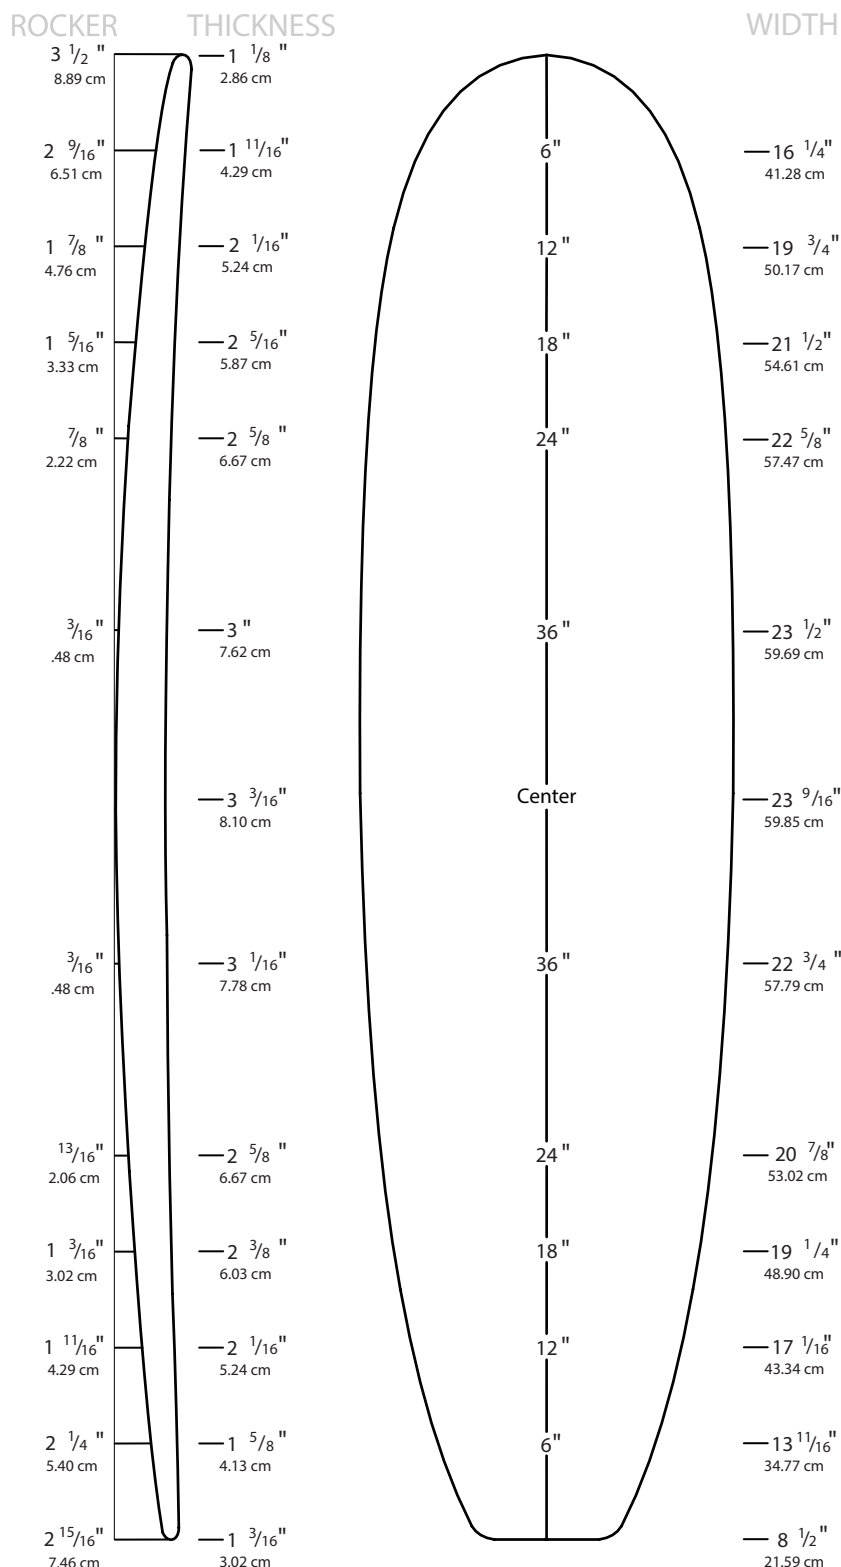 ROCKER THICKNESS WIDTH
3 1/2 " 1 1/8 "
8.89 cm 2.86 cm
2 9/16" 1 11/16" 6" 16 1/4"
6.51 cm 4.29 cm 41.28 cm
1 7/8 " 2 1/16" 12 " 19 3/4"
4.76 cm 5.24 cm 50.17 cm
1 5/16" 2 5/16" 18" 21 1/2"
3.33 cm 5.87 cm 54.61 cm
7/8 " 2 5/8 " 24" 22 5/8"
2.22 cm 6.67 cm 57.47 cm
3/16" 3 " 36" 23 1/2"
.48 cm 7.62 cm 59.69 cm
3 3/16" Center 23 9/16"
8.10 cm 59.85 cm
3/16" 3 1/16" 36" 22 3/4 "
.48 cm 7.78 cm 57.79 cm
13/16" 2 5/8 " 24" 20 7/8"
2.06 cm 6.67 cm 53.02 cm
1 3/16" 2 3/8 " 18" 19 1/4"
3.02 cm 6.03 cm 48.90 cm
1 11/16" 2 1/16" 12" 17 1/16"
4.29 cm 5.24 cm 43.34 cm
2 1/4 " 1 5/8 " 6" 13 11/16"
5.40 cm 4.13 cm 34.77 cm
2 15/16" 1 3/16" 8 1/2"
7.46 cm 3.02 cm 21.59 cm